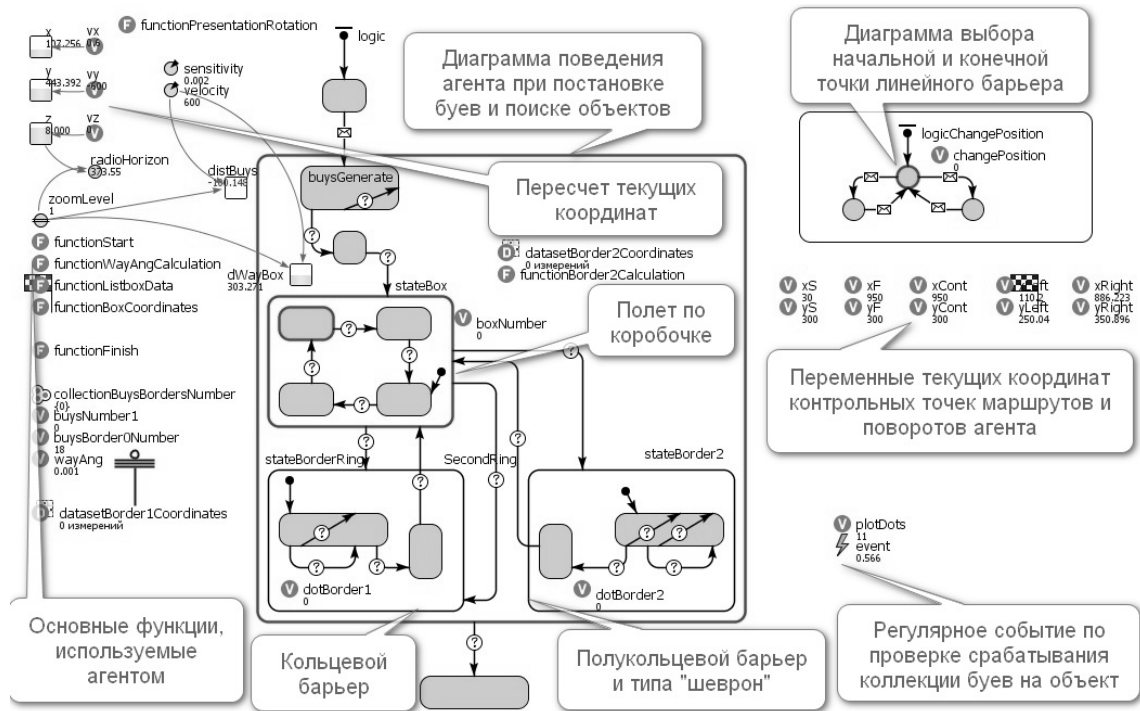 functionPresentationRotation
X
107.256
VX
0.6
Y
443.392
VY
-600
Z
8.000
VZ
0
sensitivity
0.002
velocity
600
radioHorizon
373.55
distBuys
-180.148
zoomLevel
1
functionStart
functionWayAngCalculation
functionListboxData
functionBoxCoordinates
functionFinish
dWayBox
303.271
collectionBuysBordersNumber
{0}
buysNumber1
0
buysBorder0Number
18
wayAng
0.001
datasetBorder1Coordinates
0 измерений
Основные функции,
используемые
агентом
logic
Диаграмма поведения
агента при постановке
буев и поиске объектов
buysGenerate
?
Пересчет текущих
координат
?
?
datasetBorder2Coordinates
0 измерений
functionBorder2Calculation
stateBox
boxNumber
0
Полет по
коробочке
?
?
?
?
?
?
?
?
stateBorderRing
SecondRing
stateBorder2
?
?
?
?
?
?
?
dotBorder1
0
dotBorder2
0
?
Кольцевой
барьер
Полукольцевой барьер
и типа "шеврон"
Диаграмма выбора
начальной и конечной
точки линейного барьера
logicChangePosition
changePosition
0
xS
30
xF
950
xCont
950
110.2
xRight
886.223
yS
300
yF
300
yCont
300
yLeft
250.04
yRight
350.896
Переменные текущих координат
контрольных точек маршрутов и
поворотов агента
plotDots
11
event
0.566
Регулярное событие по
проверке срабатывания
коллекции буев на объект